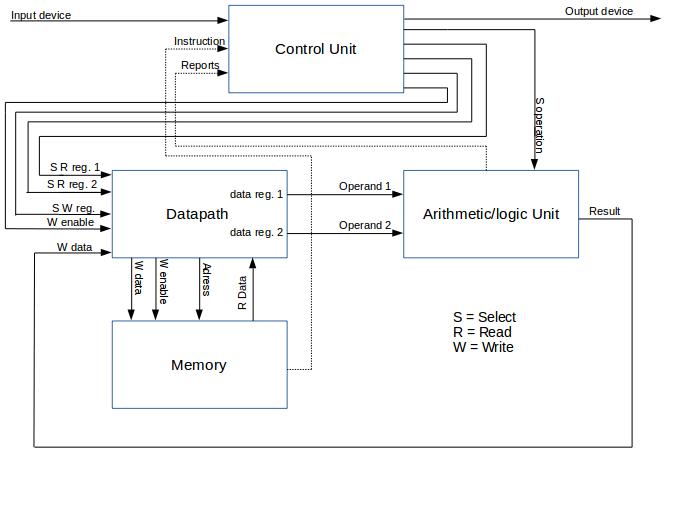 Input device
Output device
Instruction
Control Unit
Reports
S operation
S R reg. 1
S R reg. 2
S W reg.
W enable
W data
data reg. 1
Datapath
data reg. 2
Operand 1
Operand 2
Arithmetic/logic Unit
Result
W data
W enable
Adress
R Data
Memory
S = Select
R = Read
W = Write